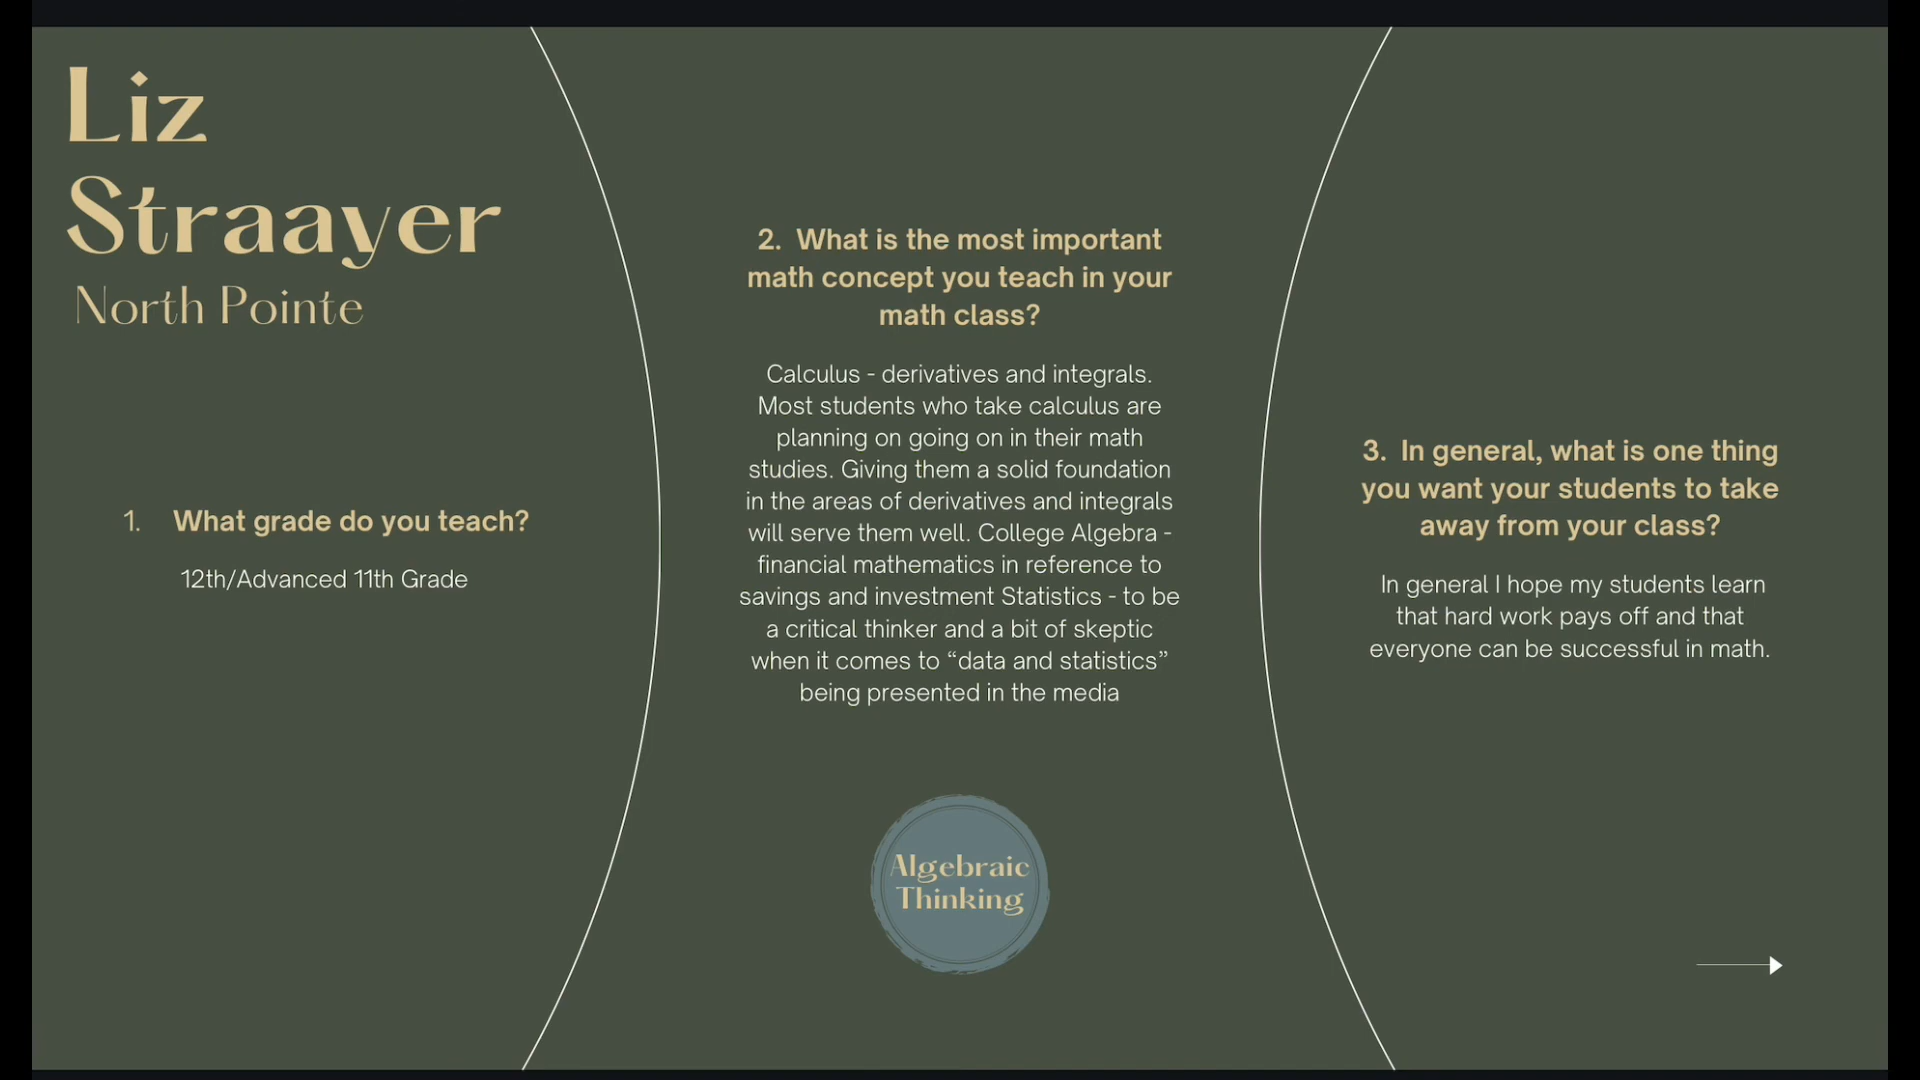 Liz
Straayer
North Pointe
1. What grade do you teach?
12th/Advanced 11th Grade
2. What is the most important
math concept you teach in your
math class?
Calculus - derivatives and integrals.
Most students who take calculus are
planning on going on in their math
studies. Giving them a solid foundation
in the areas of derivatives and integrals
will serve them well. College Algebra -
financial mathematics in reference to
savings and investment Statistics - to be
a critical thinker and a bit of skeptic
when it comes to “data and statistics”
being presented in the media
Algebraic
Thinking
3. In general, what is one thing
you want your students to take
away from your class?
In general I hope my students learn
that hard work pays off and that
everyone can be successful in math.